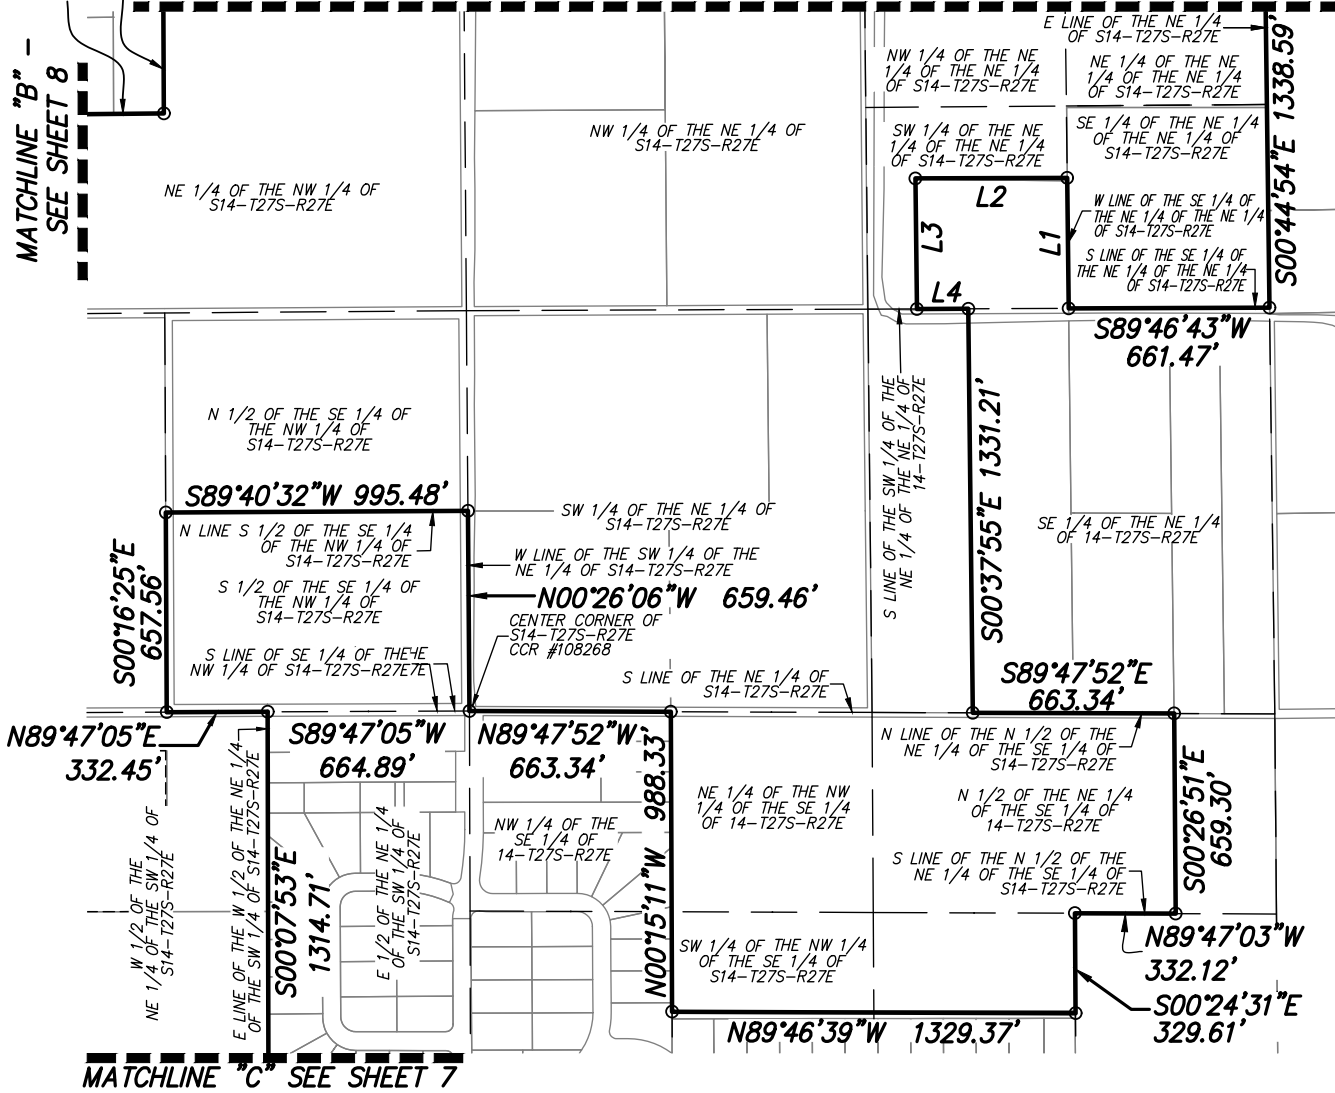 MATCHLINE "B" –
SEE SHEET 8
NE 1/4 OF THE NW 1/4 OF
S14–T27S–R27E
NW 1/4 OF THE NE 1/4 OF
S14–T27S–R27E
E LINE OF THE NE 1/4
OF S14–T27S–R27E
NW 1/4 OF THE NE
1/4 OF THE NE 1/4
OF S14–T27S–R27E
NE 1/4 OF THE NE
1/4 OF THE NE 1/4
OF S14–T27S–R27E
S00°44'54"E 1338.59'
SW 1/4 OF THE NE
1/4 OF THE NE 1/4
OF S14–T27S–R27E
SE 1/4 OF THE NE 1/4
OF THE NE 1/4 OF
S14–T27S–R27E
L2
L3
L1
L4
W LINE OF THE SE 1/4 OF
THE NE 1/4 OF THE NE 1/4
OF S14–T27S–R27E
S LINE OF THE SE 1/4 OF
THE NE 1/4 OF THE NE 1/4
OF S14–T27S–R27E
S89°46'43"W
661.47'
N 1/2 OF THE SE 1/4 OF
THE NW 1/4 OF
S14–T27S–R27E
S LINE OF THE SW 1/4 OF THE
NE 1/4 OF THE NE 1/4 OF
14–T27S–R27E
S00°37'55"E 1331.21'
S89°40'32"W 995.48'
N LINE S 1/2 OF THE SE 1/4
OF THE NW 1/4 OF
S14–T27S–R27E
SW 1/4 OF THE NE 1/4 OF
S14–T27S–R27E
SE 1/4 OF THE NE 1/4
OF 14–T27S–R27E
S00°16'25"E
657.56'
W LINE OF THE SW 1/4 OF THE
NE 1/4 OF S14–T27S–R27E
S 1/2 OF THE SE 1/4 OF
THE NW 1/4 OF
S14–T27S–R27E
N00°26'06"W 659.46'
CENTER CORNER OF
S14–T27S–R27E
CCR #108268
S LINE OF SE 1/4 OF THE
NW 1/4 OF S14–T27S–R27E
S LINE OF THE NE 1/4 OF
S14–T27S–R27E
S89°47'52"E
663.34'
N89°47'05"E
332.45'
S89°47'05"W
664.89'
N89°47'52"W
663.34'
N00°15'11"W 988.33'
N LINE OF THE N 1/2 OF THE
NE 1/4 OF THE SE 1/4 OF
S14–T27S–R27E
NE 1/4 OF THE NW
1/4 OF THE SE 1/4
OF 14–T27S–R27E
N 1/2 OF THE NE 1/4
OF THE SE 1/4 OF
14–T27S–R27E
S00°26'51"E
659.30'
W 1/2 OF THE
NE 1/4 OF THE SW 1/4 OF
S14–T27S–R27E
E LINE OF THE W 1/2 OF THE NE 1/4
OF THE SW 1/4 OF S14–T27S–R27E
S00°07'53"E
1314.71'
E 1/2 OF THE NE 1/4
OF THE SW 1/4 OF
S14–T27S–R27E
NW 1/4 OF THE
SE 1/4 OF
14–T27S–R27E
S LINE OF THE N 1/2 OF THE
NE 1/4 OF THE SE 1/4 OF
S14–T27S–R27E
SW 1/4 OF THE NW 1/4
OF THE SE 1/4 OF
S14–T27S–R27E
N89°47'03"W
332.12'
S00°24'31"E
329.61'
N89°46'39"W 1329.37'
MATCHLINE "C" SEE SHEET 7